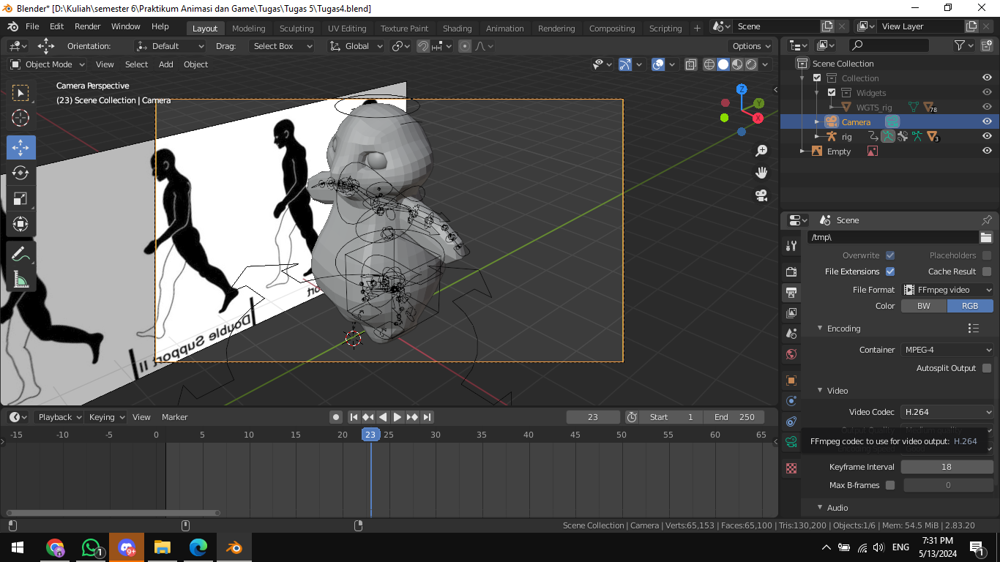 Blender* [D:\Kuliah\semester 6\Praktikum Animasi dan Game\Tugas\Tugas 5\Tugas4.blend]
File Edit Render Window Help Layout Modeling Sculpting UV Editing Texture Paint Shading Animation Rendering Compositing Scripting + Scene View Layer
Orientation: Default Drag: Select Box Global Options
Object Mode View Select Add Object
Camera Perspective
(23) Scene Collection | Camera
Z
Y
X
Double Support II
Scene Collection
Collection
Widgets
WGTS_rig 78
Camera
rig 3
Empty
Scene
/tmp\
Overwrite Placeholders
File Extensions Cache Result
File Format FFmpeg video
Color BW RGB
Encoding
Container MPEG-4
Autosplit Output
Video
Video Codec H.264
Output Quality Medium quality
FFmpeg codec to use for video output: H.264
Keyframe Interval 18
Max B-frames 0
Audio
Playback Keying View Marker 23 Start 1 End 250
-15 -10 -5 0 5 10 15 20 23 25 30 35 40 45 50 55 60 65
Scene Collection | Camera | Verts:65,153 | Faces:65,100 | Tris:130,200 | Objects:1/6 | Mem: 54.5 MiB | 2.83.20
1 9+ ENG 7:31 PM
5/13/2024 1